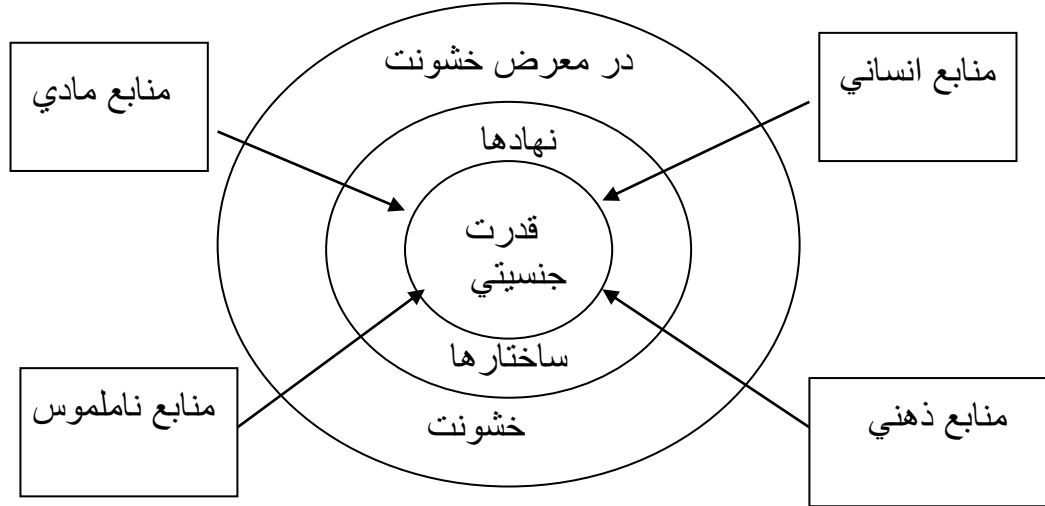 در معرض خشونت
منابع انساني
منابع مادي
نهادها
قدرت
جنسيتي
ساختارها
منابع ناملموس
خشونت
منابع ذهني